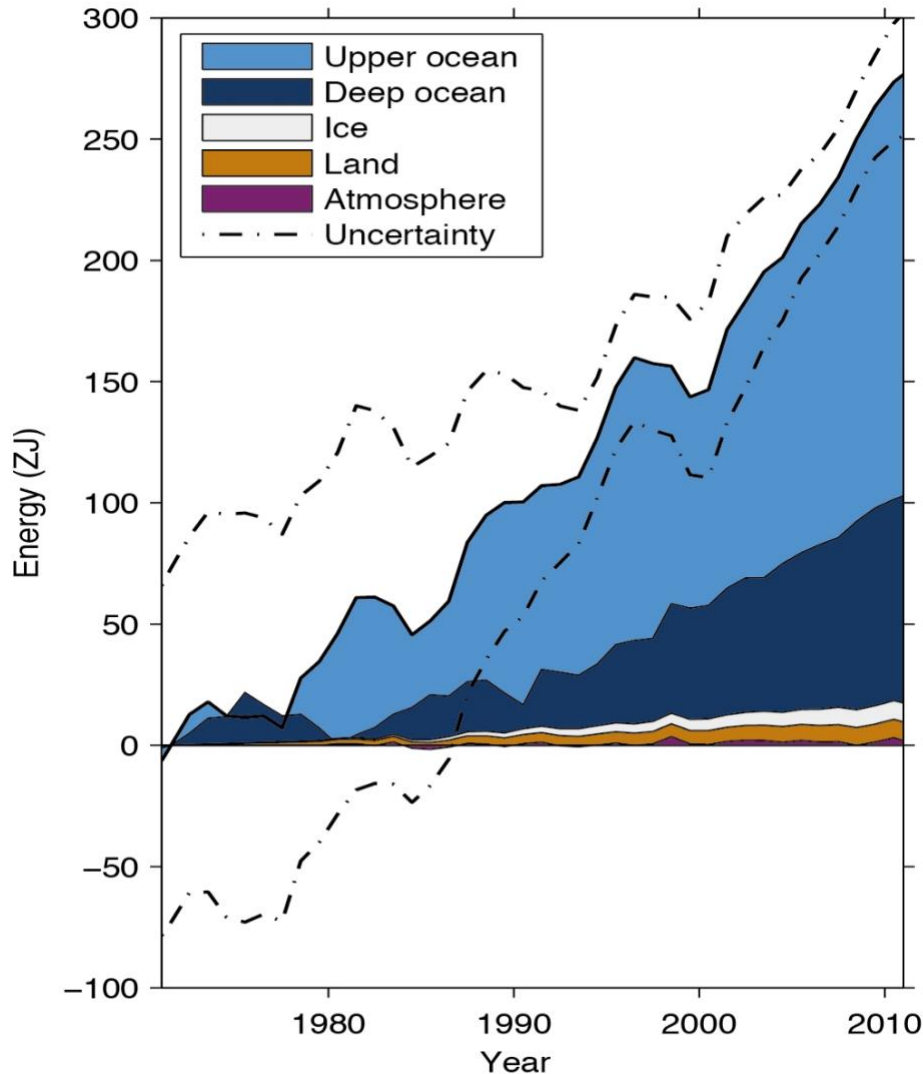 300
250
200
150
100
50
0
−50
−100
Energy (ZJ)
Upper ocean
Deep ocean
Ice
Land
Atmosphere
Uncertainty
1980 1990 2000 2010
Year